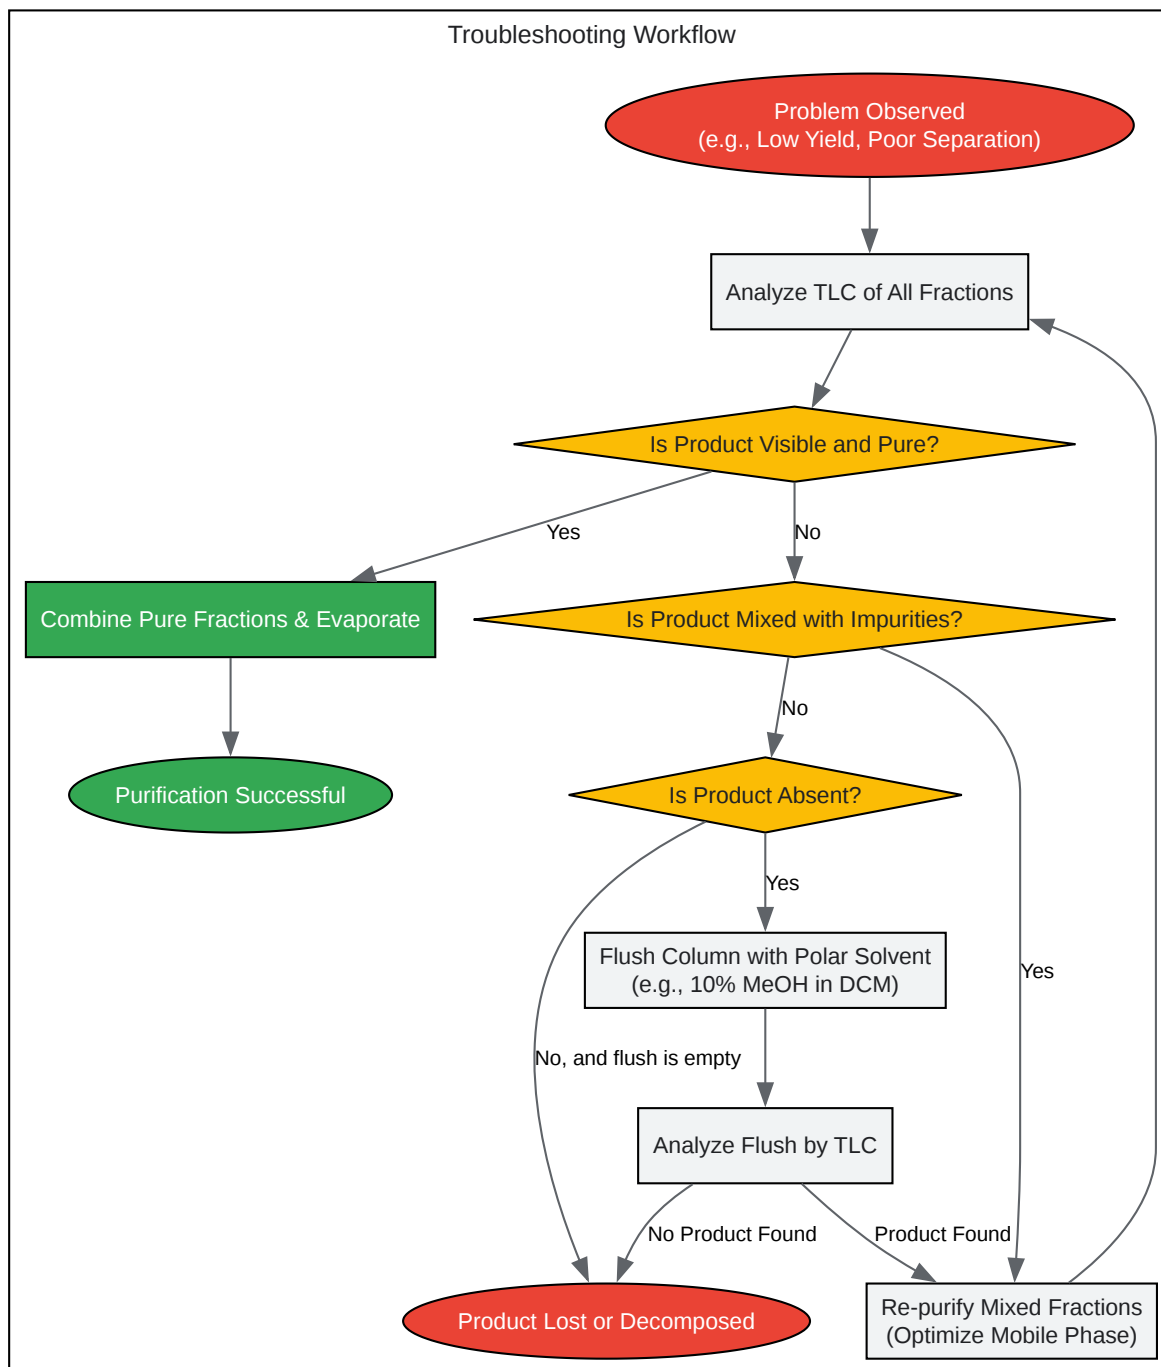 Troubleshooting Workflow
Problem Observed
(e.g., Low Yield, Poor Separation)
Analyze TLC of All Fractions
Is Product Visible and Pure?
Yes
No
Combine Pure Fractions & Evaporate
Is Product Mixed with Impurities?
No
Purification Successful
Is Product Absent?
Yes
Flush Column with Polar Solvent
(e.g., 10% MeOH in DCM)
Yes
No, and flush is empty
Analyze Flush by TLC
No Product Found
Product Found
Product Lost or Decomposed
Re-purify Mixed Fractions
(Optimize Mobile Phase)